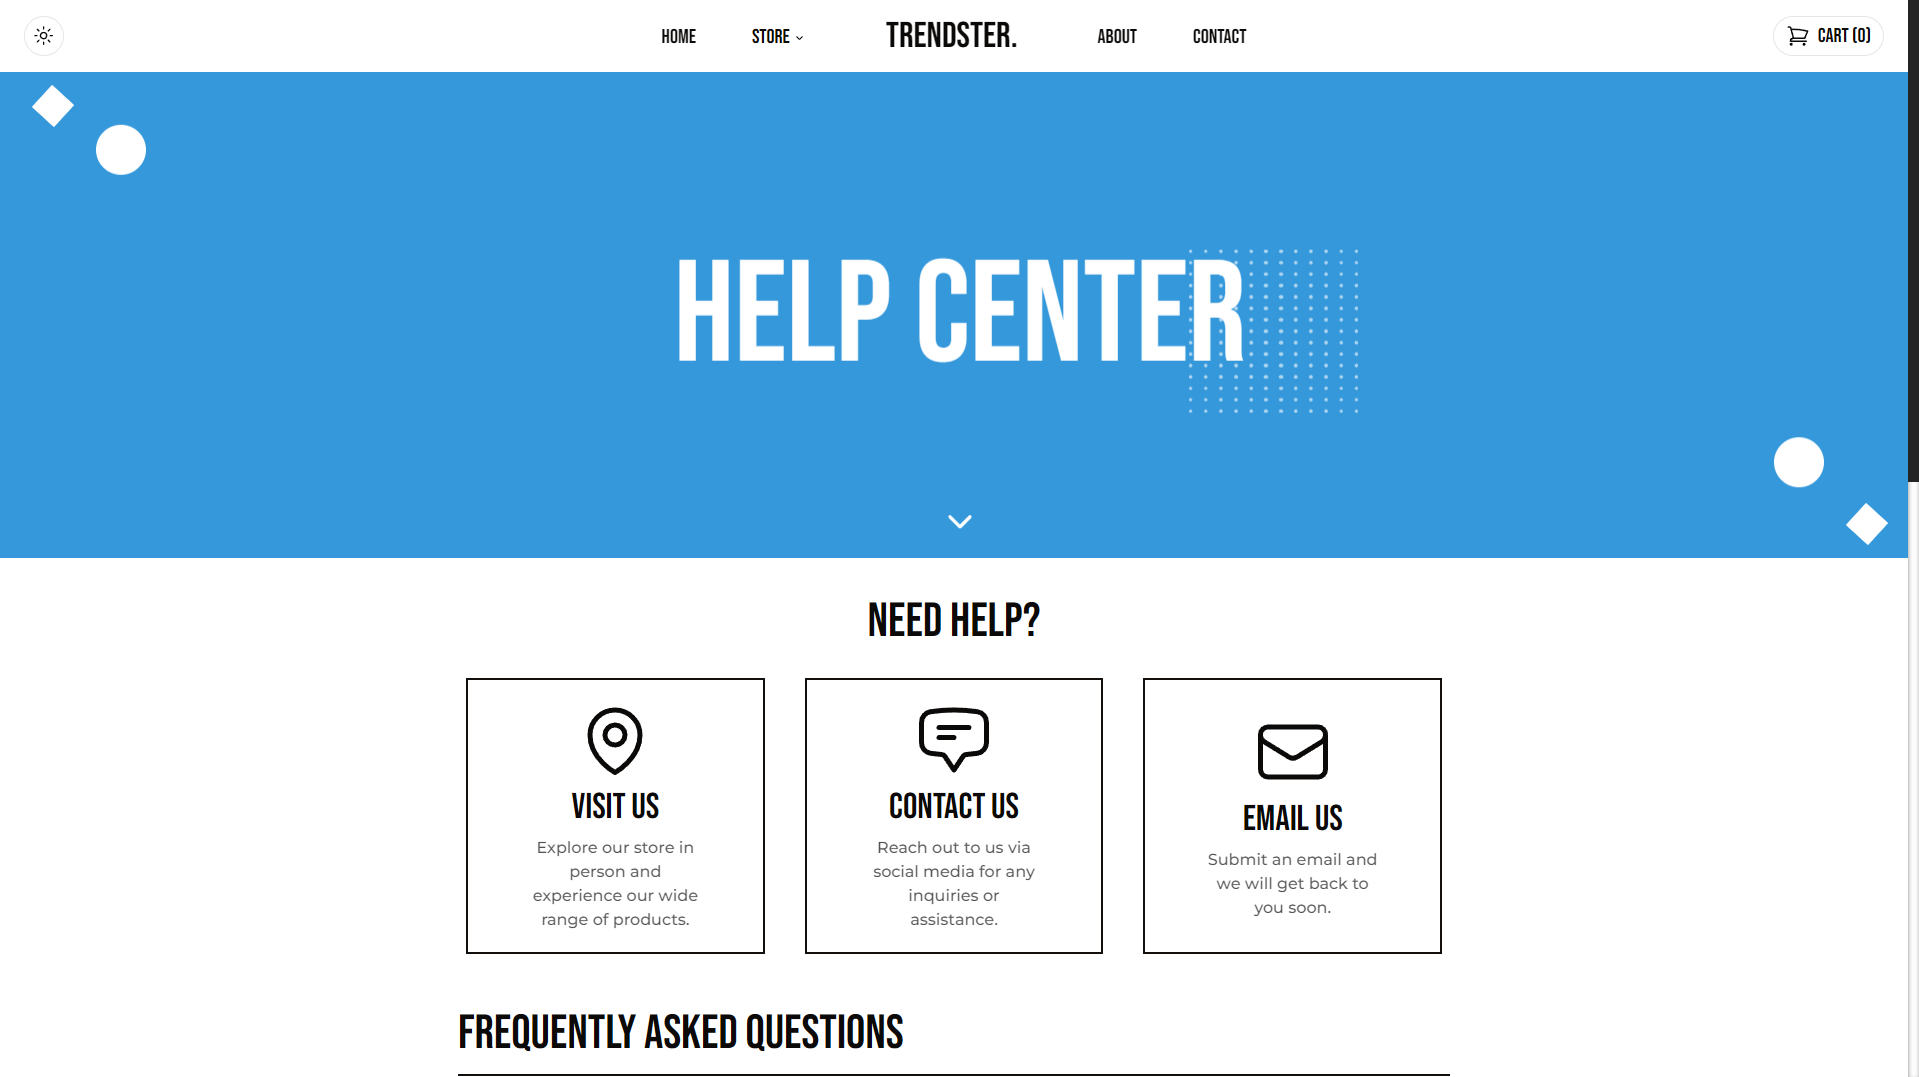 HOME
STORE
TRENDSTER.
ABOUT
CONTACT
CART (0)
HELP CENTER
NEED HELP?
VISIT US
Explore our store in
person and
experience our wide
range of products.
CONTACT US
Reach out to us via
social media for any
inquiries or
assistance.
EMAIL US
Submit an email and
we will get back to
you soon.
FREQUENTLY ASKED QUESTIONS